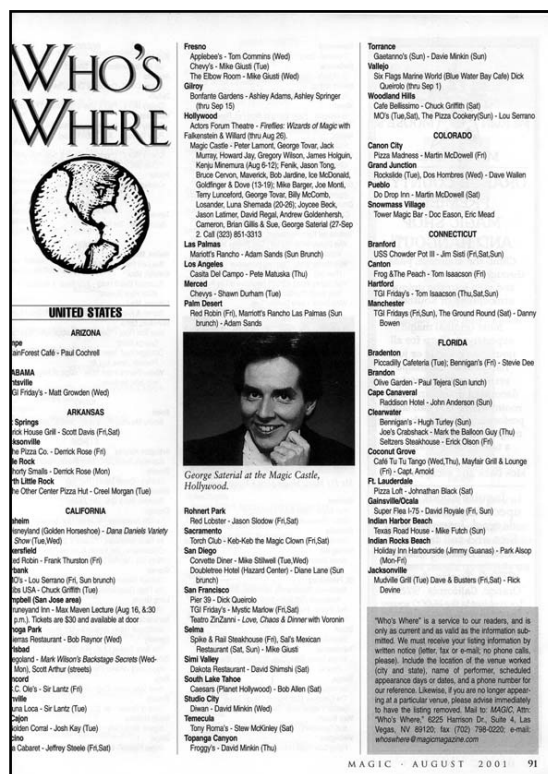 WHO'S
WHERE
UNITED STATES
ARIZONA
ainForest Café - Paul Cochrell
ABAMA
GI Friday's - Matt Growden (Wed)
ARKANSAS
Springs
rick House Grill - Scott Davis (Fri,Sat)
ksonville
he Pizza Co. - Derrick Rose (Fri)
le Rock
horty Smalls - Derrick Rose (Mon)
th Little Rock
he Other Center Pizza Hut - Creel Morgan (Tue)
CALIFORNIA
aheim
isneyland (Golden Horseshoe) - Dana Daniels Variety
Show (Tue,Wed)
ersfield
ed Robin - Frank Thurston (Fri)
rbank
O's - Lou Serrano (Fri, Sun brunch)
bs USA - Chuck Griffith (Tue)
mpbell (San Jose area)
urneyand Inn - Max Maven Lecture (Aug 16, &:30
p.m.). Tickets are $30 and available at door
noga Park
ierras Restaurant - Bob Raynor (Wed)
lsbad
egoland - Mark Wilson's Backstage Secrets (Wed-
Mon), Scott Arthur (streets)
ncord
.C. Ole's - Sir Lantz (Fri)
ville
una Loca - Sir Lantz (Tue)
Cajon
olden Corral - Josh Kay (Tue)
cino
a Cabaret - Jeffrey Steele (Fri,Sat)
Fresno
Applebee's - Tom Commins (Wed)
Chevy's - Mike Giusti (Tue)
The Elbow Room - Mike Giusti (Wed)
Gilroy
Bonfante Gardens - Ashley Adams, Ashley Springer
(thru Sep 15)
Hollywood
Actors Forum Theatre - Fireflies: Wizards of Magic with
Falkenstein & Willard (thru Aug 26).
Magic Castle - Peter Lamont, George Tovar, Jack
Murray, Howard Jay, Gregory Wilson, James Hoiguin,
Kenju Minemura (Aug 6-12); Fenik, Jason Tong,
Bruce Cervon, Maverick, Bob Jardine, Ice McDonald,
Goldfinger & Dove (13-19); Mike Barger, Joe Monti,
Terry Lunceford, George Tovar, Billy McComb,
Losander, Luna Shemada (20-26); Joycee Beck,
Jason Latimer, David Regal, Andrew Goldenhersh,
Cameron, Brian Gillis & Sue, George Saterial (27-Sep
2. Call (323) 851-3313
Las Palmas
Mariott's Rancho - Adam Sands (Sun Brunch)
Los Angeles
Casita Del Campo - Pete Matuska (Thu)
Merced
Chevys - Shawn Durham (Tue)
Palm Desert
Red Robin (Fri), Marriott's Rancho Las Palmas (Sun
brunch) - Adam Sands
George Saterial at the Magic Castle,
Hollywood.
Rohnert Park
Red Lobster - Jason Slodow (Fri,Sat)
Sacramento
Torch Club - Keb-Keb the Magic Clown (Fri,Sat)
San Diego
Corvette Diner - Mike Stilwell (Tue,Wed)
Doubletree Hotel (Hazard Center) - Diane Lane (Sun
brunch)
San Francisco
Pier 39 - Dick Queirolo
TGI Friday's - Mystic Marlow (Fri,Sat)
Teatro ZinZanni - Love, Chaos & Dinner with Voronin
Selma
Spike & Rail Steakhouse (Fri), Sal's Mexican
Restaurant (Sat, Sun) - Mike Giusti
Simi Valley
Dakota Restaurant - David Shimshi (Sat)
South Lake Tahoe
Caesars (Planet Hollywood) - Bob Allen (Sat)
Studio City
Diwan - David Minkin (Wed)
Temecula
Tony Roma's - Stew McKinley (Sat)
Topanga Canyon
Froggy's - David Minkin (Thu)
Torrance
Gaetanno's (Sun) - Davie Minkin (Sun)
Vallejo
Six Flags Marine World (Blue Water Bay Cafe) Dick
Queirolo (thru Sep 1)
Woodland Hills
Cafe Bellissimo - Chuck Griffith (Sat)
MO's (Tue,Sat), The Pizza Cookery(Sun) - Lou Serrano
COLORADO
Canon City
Pizza Madness - Martin McDowell (Fri)
Grand Junction
Rockslide (Tue), Dos Hombres (Wed) - Dave Wallen
Pueblo
Do Drop Inn - Martin McDowell (Sat)
Snowmass Village
Tower Magic Bar - Doc Eason, Eric Mead
CONNECTICUT
Branford
USS Chowder Pot III - Jim Sisti (Fri,Sat,Sun)
Canton
Frog &The Peach - Tom Isaacson (Fri)
Hartford
TGI Friday's - Tom Isaacson (Thu,Sat,Sun)
Manchester
TGI Fridays (Fri,Sun), The Ground Round (Sat) - Danny
Bowen
FLORIDA
Bradenton
Piccadilly Cafeteria (Tue); Bennigan's (Fri) - Stevie Dee
Brandon
Olive Garden - Paul Tejera (Sun lunch)
Cape Canaveral
Raddison Hotel - John Anderson (Sun)
Clearwater
Bennigan's - Hugh Turley (Sun)
Joe's Crabshack - Mark the Balloon Guy (Thu)
Seltzers Steakhouse - Erick Olson (Fri)
Coconut Grove
Café Tu Tu Tango (Wed,Thu), Mayfair Grill & Lounge
(Fri) - Capt. Arnold
Ft. Lauderdale
Pizza Loft - Johnathan Black (Sat)
Gainsville/Ocala
Super Flea I-75 - David Royale (Fri, Sun)
Indian Harbor Beach
Texas Road House - Mike Futch (Sun)
Indian Rocks Beach
Holiday Inn Harbourside (Jimmy Guanas) - Park Alsop
(Mon-Fri)
Jacksonville
Mudville Grill (Tue) Dave & Busters (Fri,Sat) - Rick
Devine
"Who's Where" is a service to our readers, and is
only as current and as valid as the information sub-
mitted. We must receive your listing information by
written notice (letter, fax or e-mail; no phone calls,
please). Include the location of the venue worked
(city and state), name of performer, scheduled
appearance days or dates, and a phone number for
our reference. Likewise, if you are no longer appear-
ing at a particular venue, please advise immediately
to have the listing removed. Mail to: MAGIC, Attn:
"Who's Where," 6225 Harrison Dr., Suite 4, Las
Vegas, NV 89120; fax (702) 798-0220; e-mail:
whoswhere@magicmagazine.com
MAGIC · AUGUST 2001 91